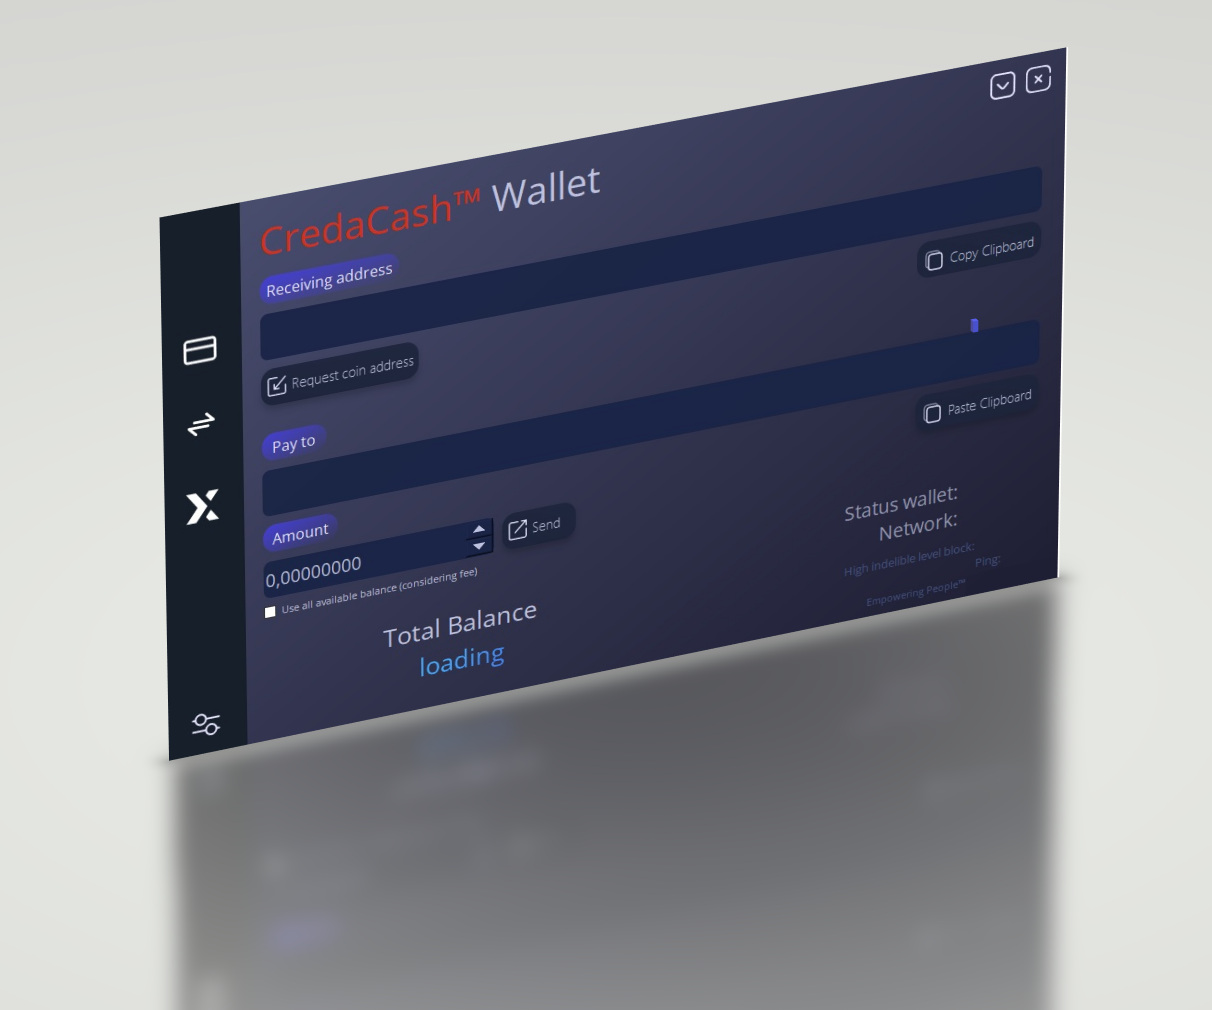 CredaCash™ Wallet
Receiving address
Copy Clipboard
Request coin address
Pay to
Paste Clipboard
Amount
0,00000000
Send
Use all available balance (considering fee)
Total Balance
loading
Status wallet:
Network:
High indelible level block:
Ping:
Empowering People™